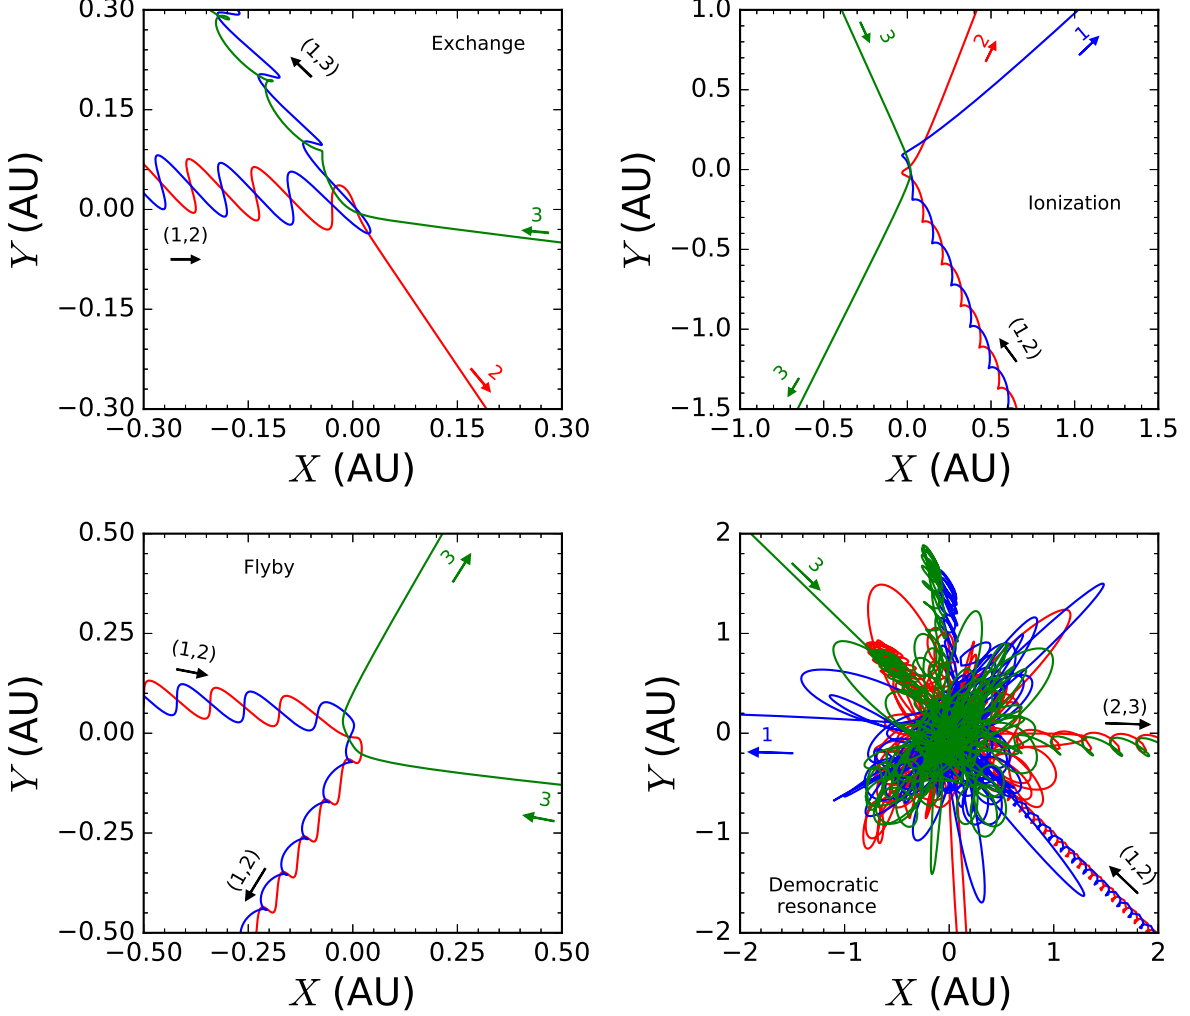 0.30
0.15
0.00
−0.15
−0.30
Y (AU)
Exchange
(1,3)
(1,2)
3
2
−0.30 −0.15 0.00 0.15 0.30
X (AU)
1.0
0.5
0.0
−0.5
−1.0
−1.5
Y (AU)
3
2
1
Ionization
(1,2)
3
−1.0 −0.5 0.0 0.5 1.0 1.5
X (AU)
0.50
0.25
0.00
−0.25
−0.50
Y (AU)
Flyby
3
(1,2)
3
(1,2)
−0.50 −0.25 0.00 0.25 0.50
X (AU)
2
1
0
−1
−2
Y (AU)
3
(2,3)
1
(1,2)
Democratic
resonance
−2 −1 0 1 2
X (AU)